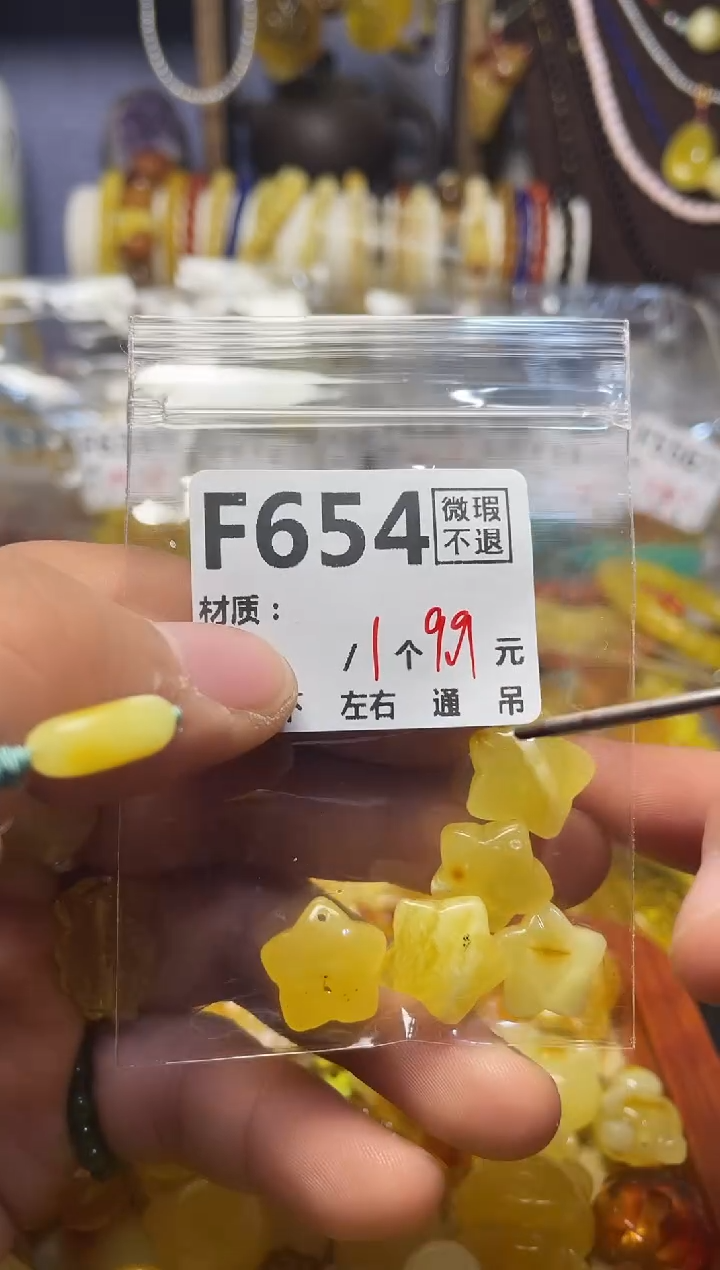 F654 微瑕
不退
材质：
/1个99元
左右 通 吊